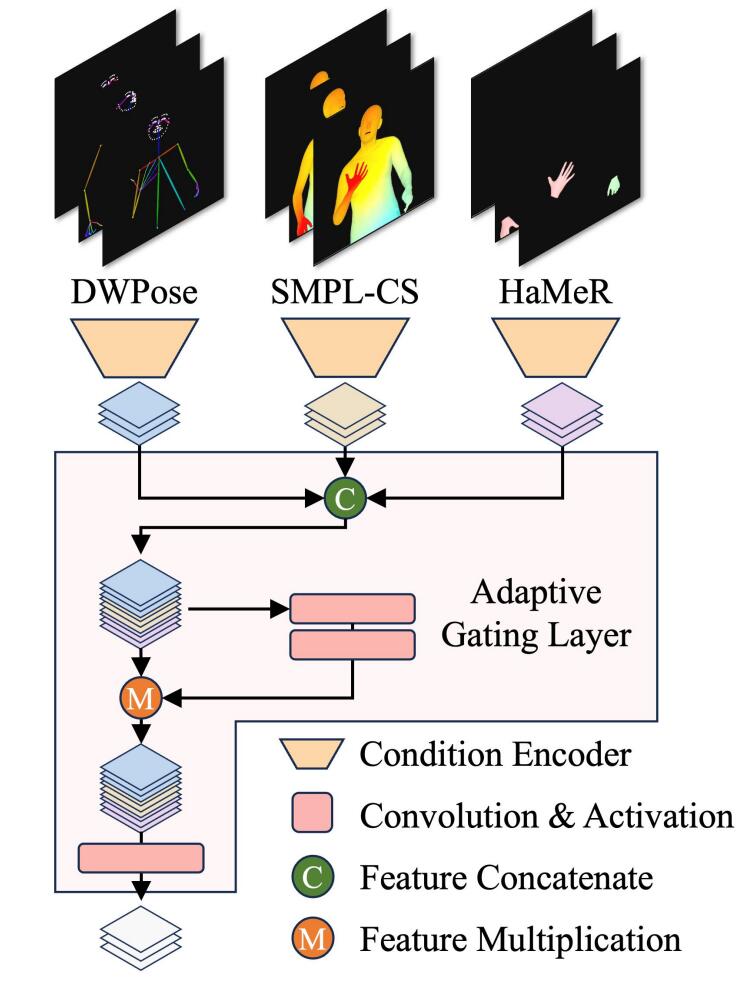 DWPose SMPL-CS HaMeR
C
Adaptive
Gating Layer
M
Condition Encoder
Convolution & Activation
C Feature Concatenate
M Feature Multiplication